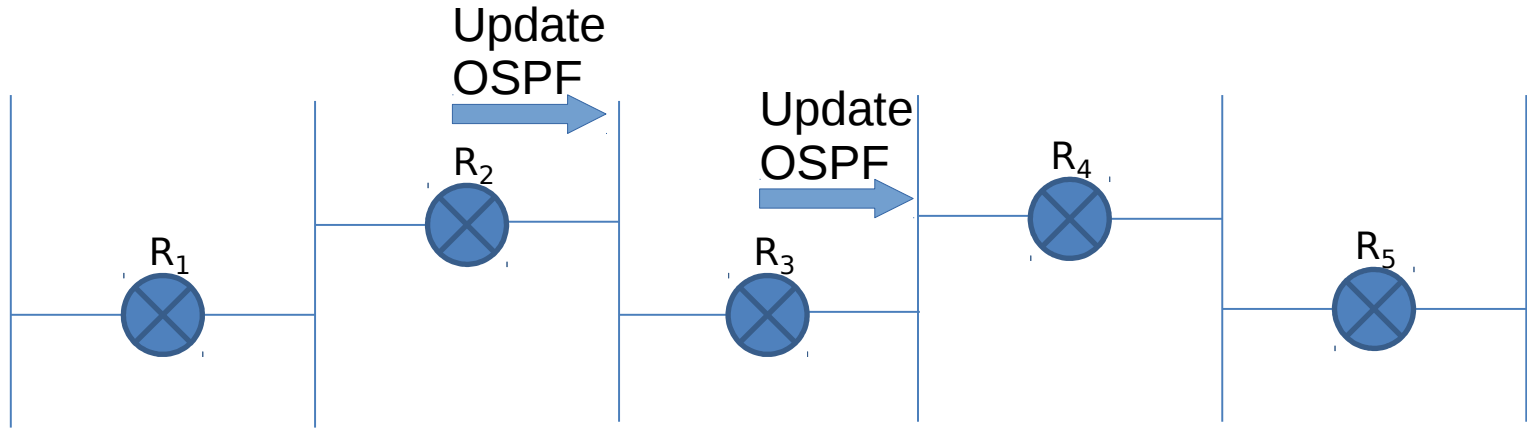 Update
OSPF
Update
OSPF
R2
R4
R1
R3
R5